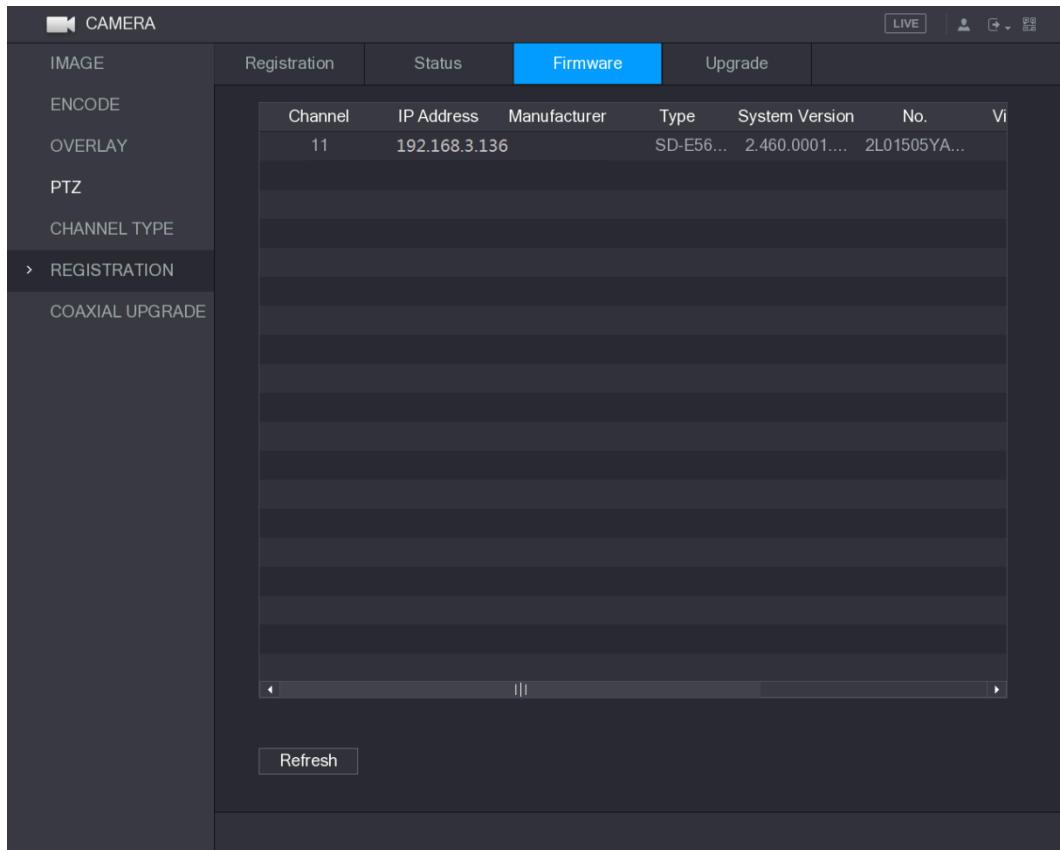 CAMERA LIVE
IMAGE
ENCODE
OVERLAY
PTZ
CHANNEL TYPE
REGISTRATION
COAXIAL UPGRADE
Registration Status Firmware Upgrade
Channel IP Address Manufacturer Type System Version No. Vi
11 192.168.3.136 SD-E56... 2.460.0001.... 2L01505YA...
Refresh